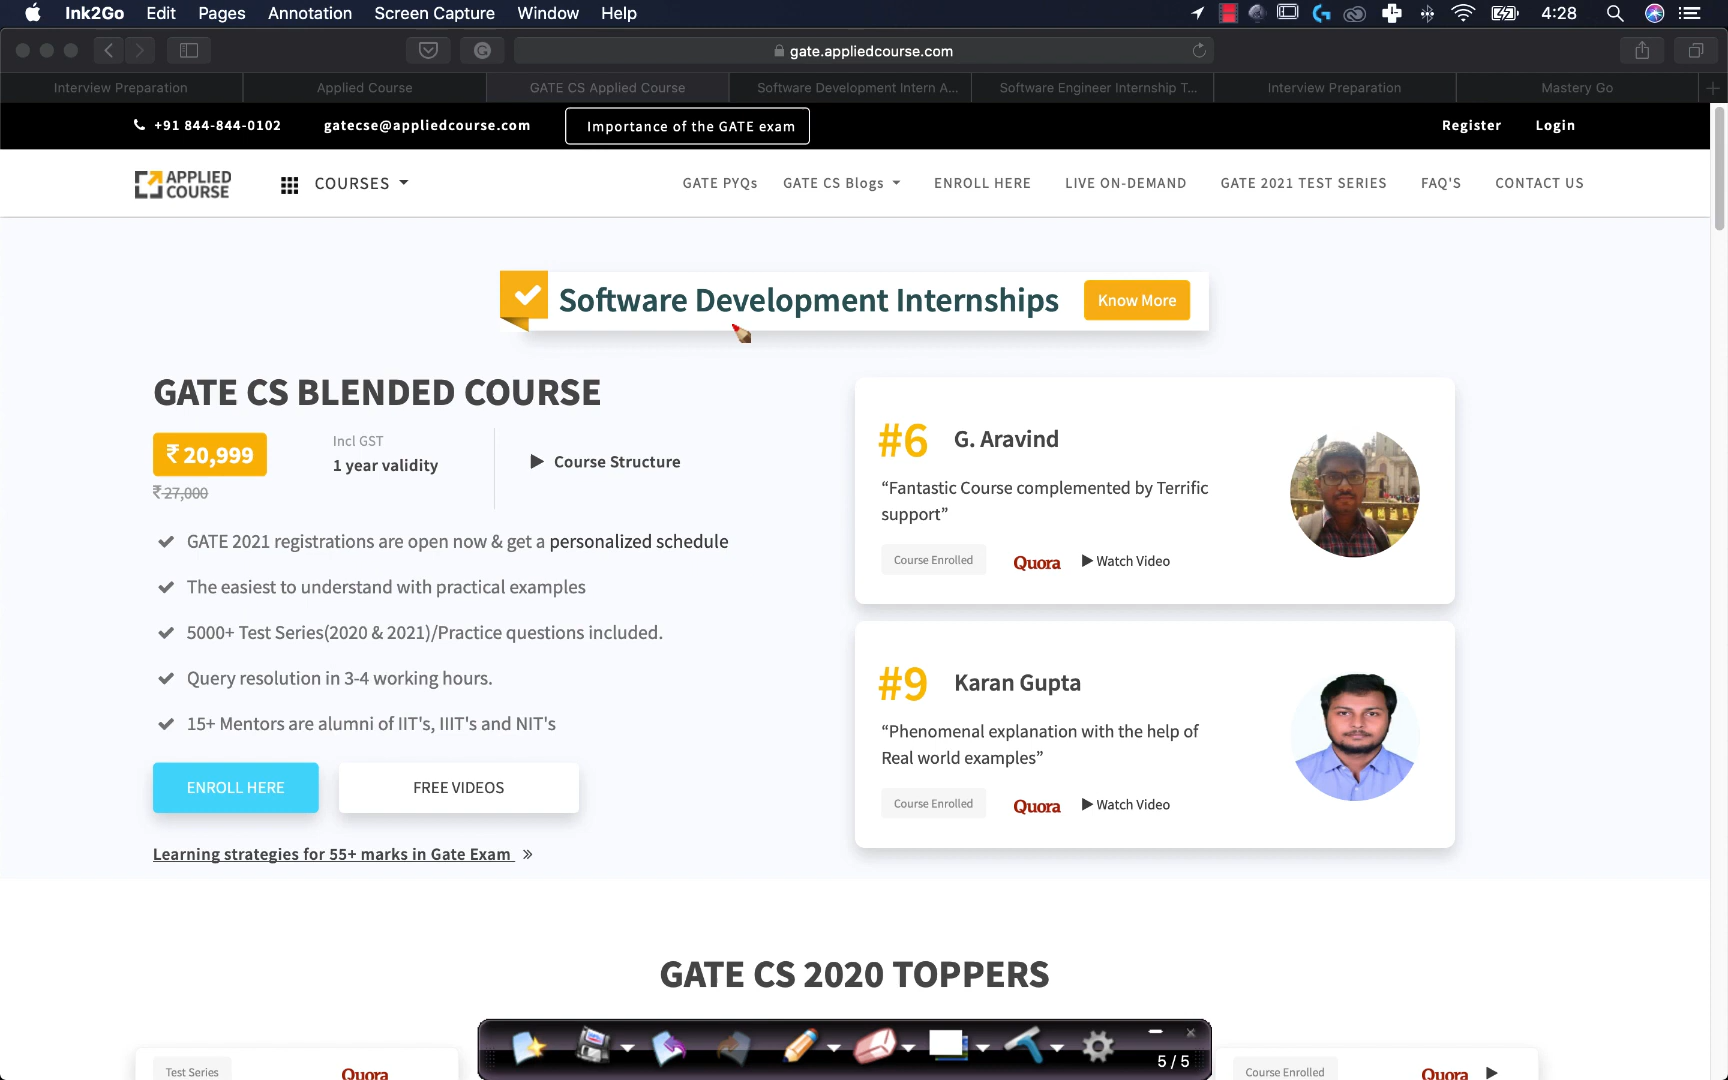 Ink2Go Edit Pages Annotation Screen Capture Window Help 4:28
gate.appliedcourse.com
Interview Preparation Applied Course GATE CS Applied Course Software Development Intern A... Software Engineer Internship T... Interview Preparation Mastery Go
+91 844-844-0102 gatecse@appliedcourse.com Importance of the GATE exam Register Login
APPLIED
COURSE
COURSES GATE PYQs GATE CS Blogs ENROLL HERE LIVE ON-DEMAND GATE 2021 TEST SERIES FAQ'S CONTACT US
Software Development Internships Know More
GATE CS BLENDED COURSE
₹ 20,999
₹ 27,000
Incl GST
1 year validity
Course Structure
GATE 2021 registrations are open now & get a personalized schedule
The easiest to understand with practical examples
5000+ Test Series(2020 & 2021)/Practice questions included.
Query resolution in 3-4 working hours.
15+ Mentors are alumni of IIT's, IIIT's and NIT's
ENROLL HERE FREE VIDEOS
Learning strategies for 55+ marks in Gate Exam »
#6 G. Aravind
“Fantastic Course complemented by Terrific
support”
Course Enrolled Quora Watch Video
#9 Karan Gupta
“Phenomenal explanation with the help of
Real world examples”
Course Enrolled Quora Watch Video
GATE CS 2020 TOPPERS
5 / 5
Test Series Quora Course Enrolled Quora